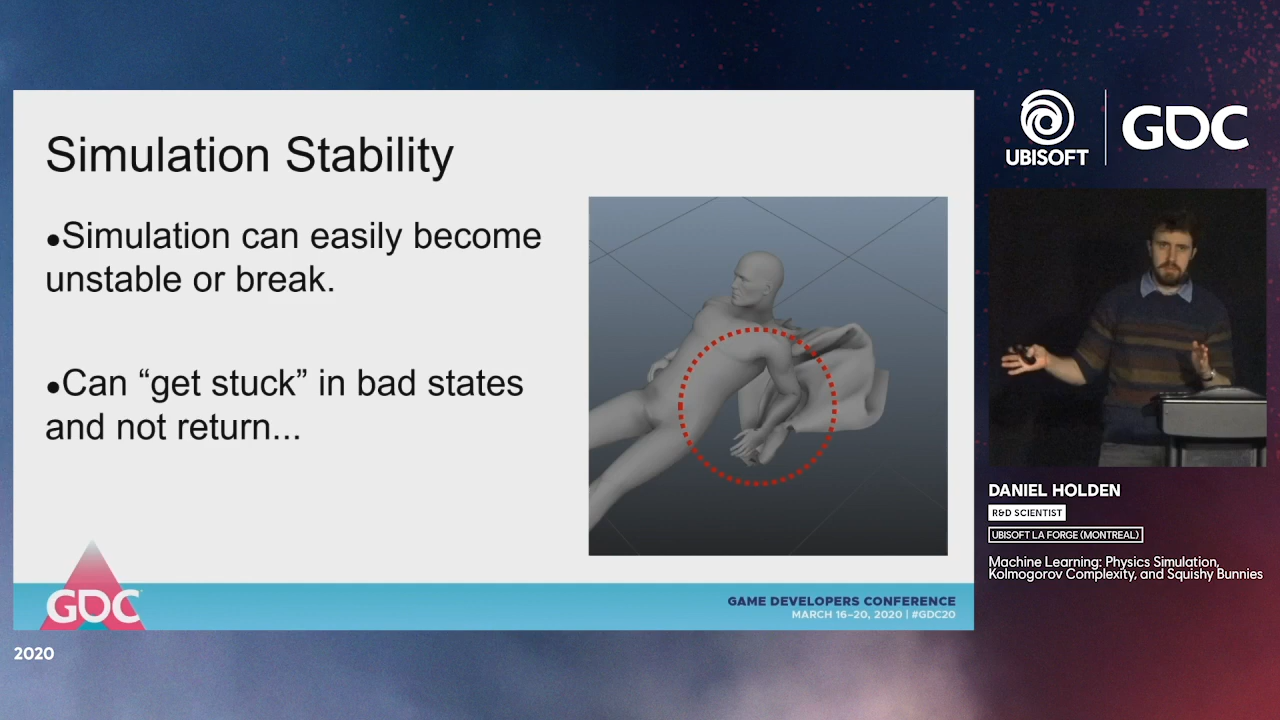 Simulation Stability
●Simulation can easily become
unstable or break.
●Can “get stuck” in bad states
and not return...
GDC
GAME DEVELOPERS CONFERENCE
MARCH 16–20, 2020 | #GDC20
2020
UBISOFT
GDC
DANIEL HOLDEN
R&D SCIENTIST
UBISOFT LA FORGE (MONTREAL)
Machine Learning: Physics Simulation,
Kolmogorov Complexity, and Squishy Bunnies